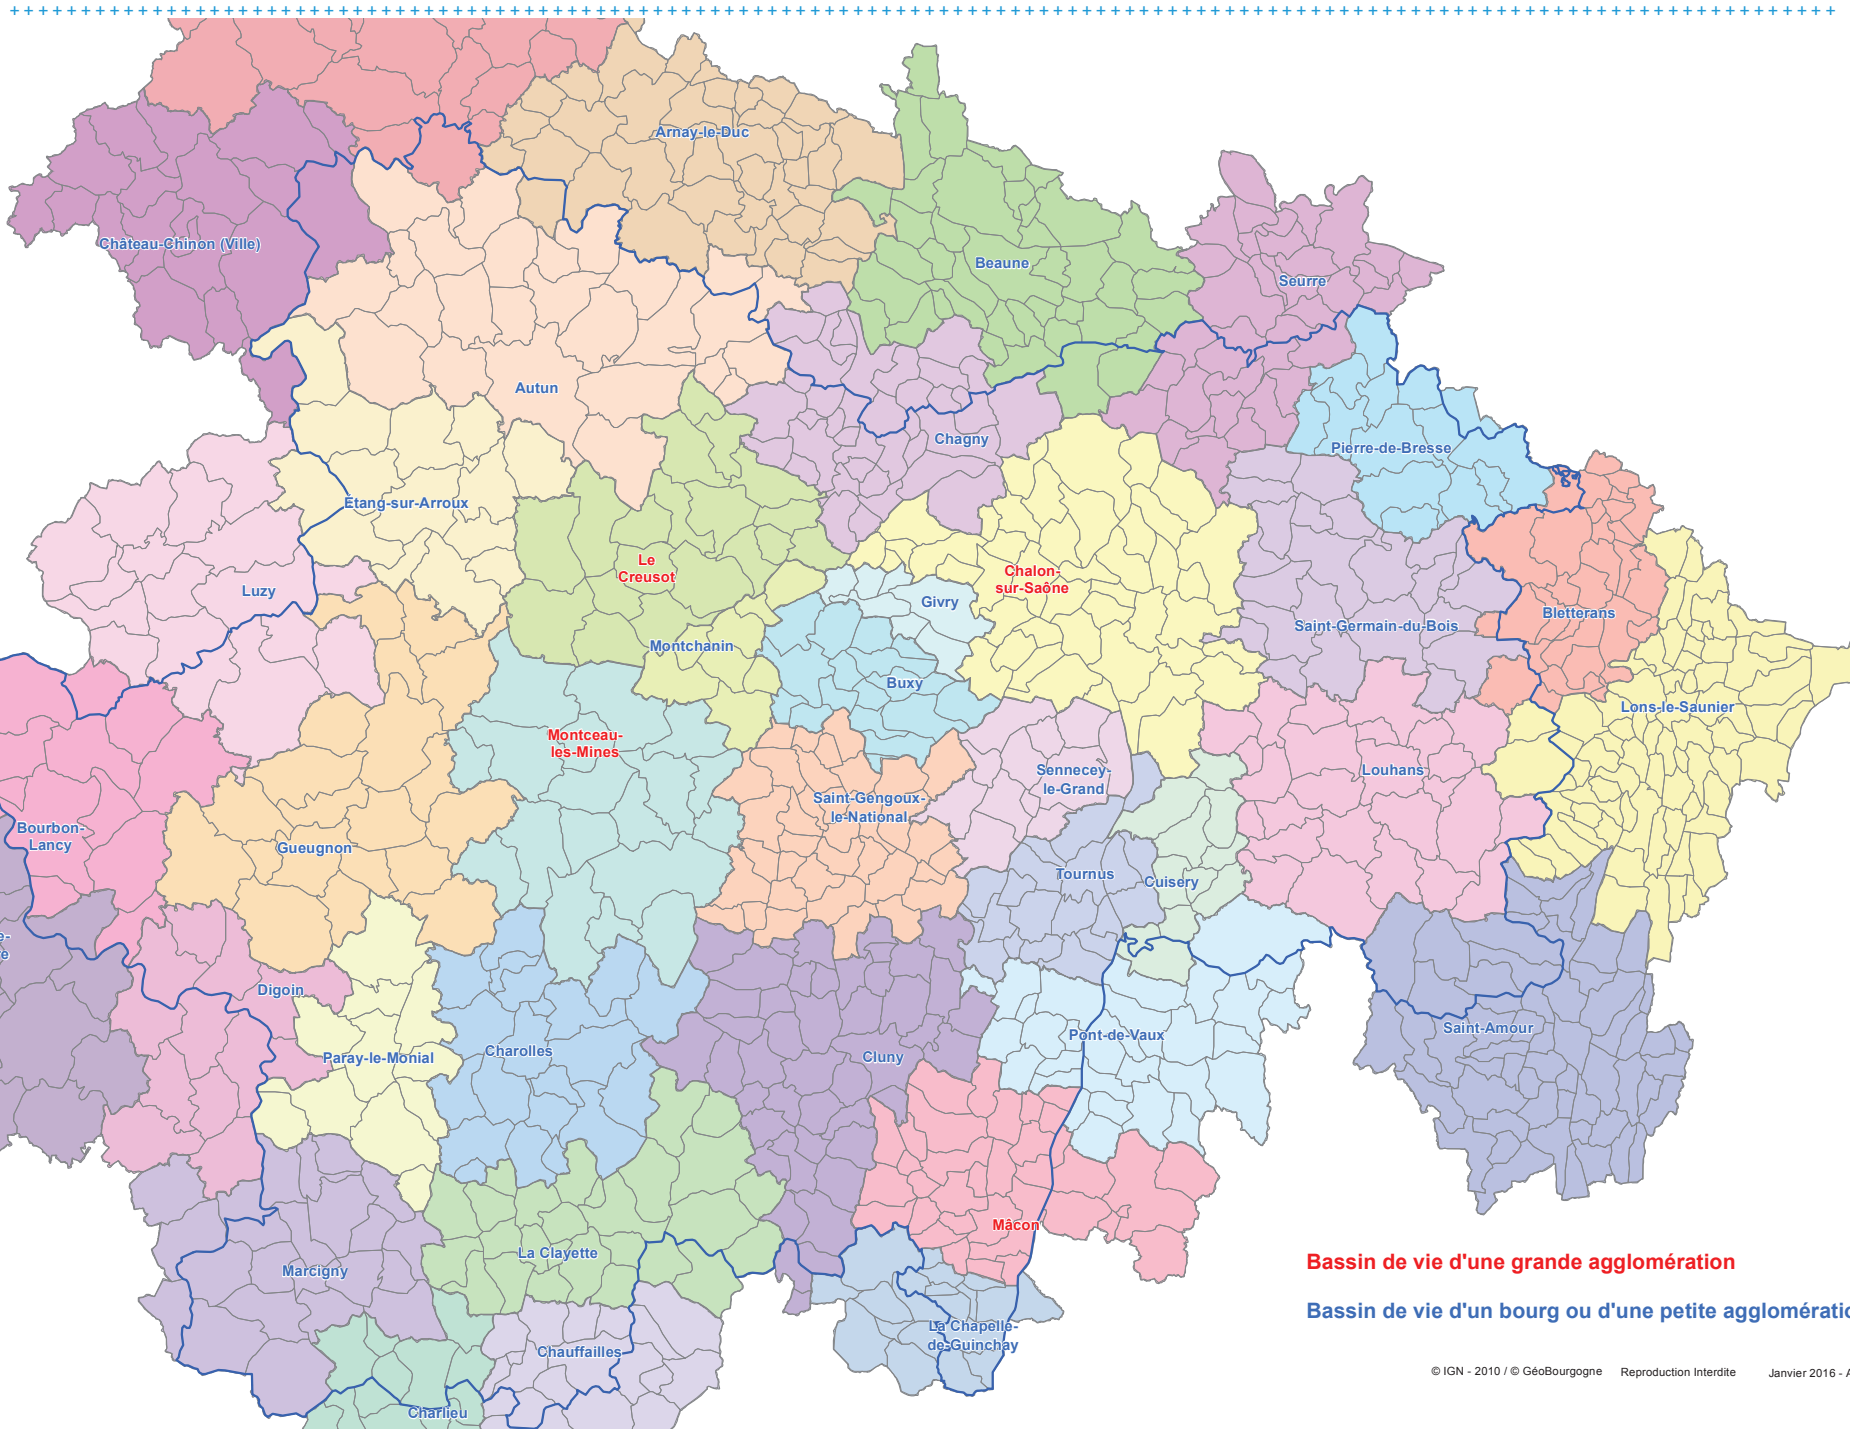 Arnay-le-Duc
Château-Chinon (Ville)
Beaune
Seurre
Autun
Chagny
Pierre-de-Bresse
Etang-sur-Arroux
Le
Creusot
Chalon-
sur-Saône
Luzy
Givry
Bletterans
Saint-Germain-du-Bois
Montchanin
Buxy
Lons-le-Saunier
Montceau-
les-Mines
Sennecey-
le-Grand
Louhans
Saint-Gengoux-
le-National
Bourbon-
Lancy
Gueugnon
Tournus
Cuisery
e-
e
Digoin
Saint-Amour
Pont-de-Vaux
Charolles
Paray-le-Monial
Cluny
Mâcon
La Clayette
Marcigny
Bassin de vie d'une grande agglomération
Bassin de vie d'un bourg ou d'une petite agglomératio
La Chapelle-
de-Guinchay
Chauffailles
© IGN - 2010 / © GéoBourgogne Reproduction Interdite Janvier 2016 - A
Charlieu